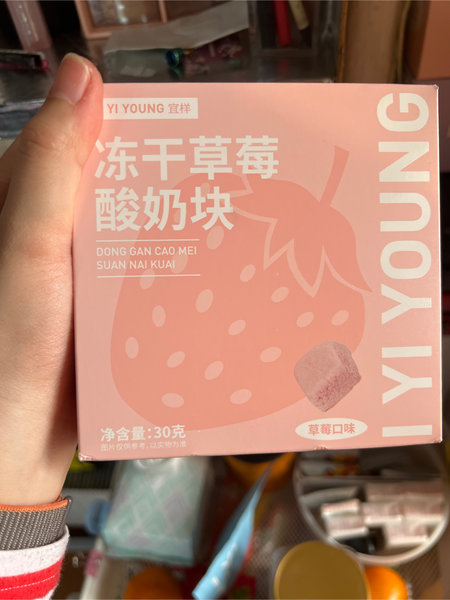 YI YOUNG 宜样
冻干草莓
酸奶块
DONG GAN CAO MEI
SUAN NAI KUAI
I YI YOUNG
净含量:30克
图片仅供参考,以实物为准
草莓口味